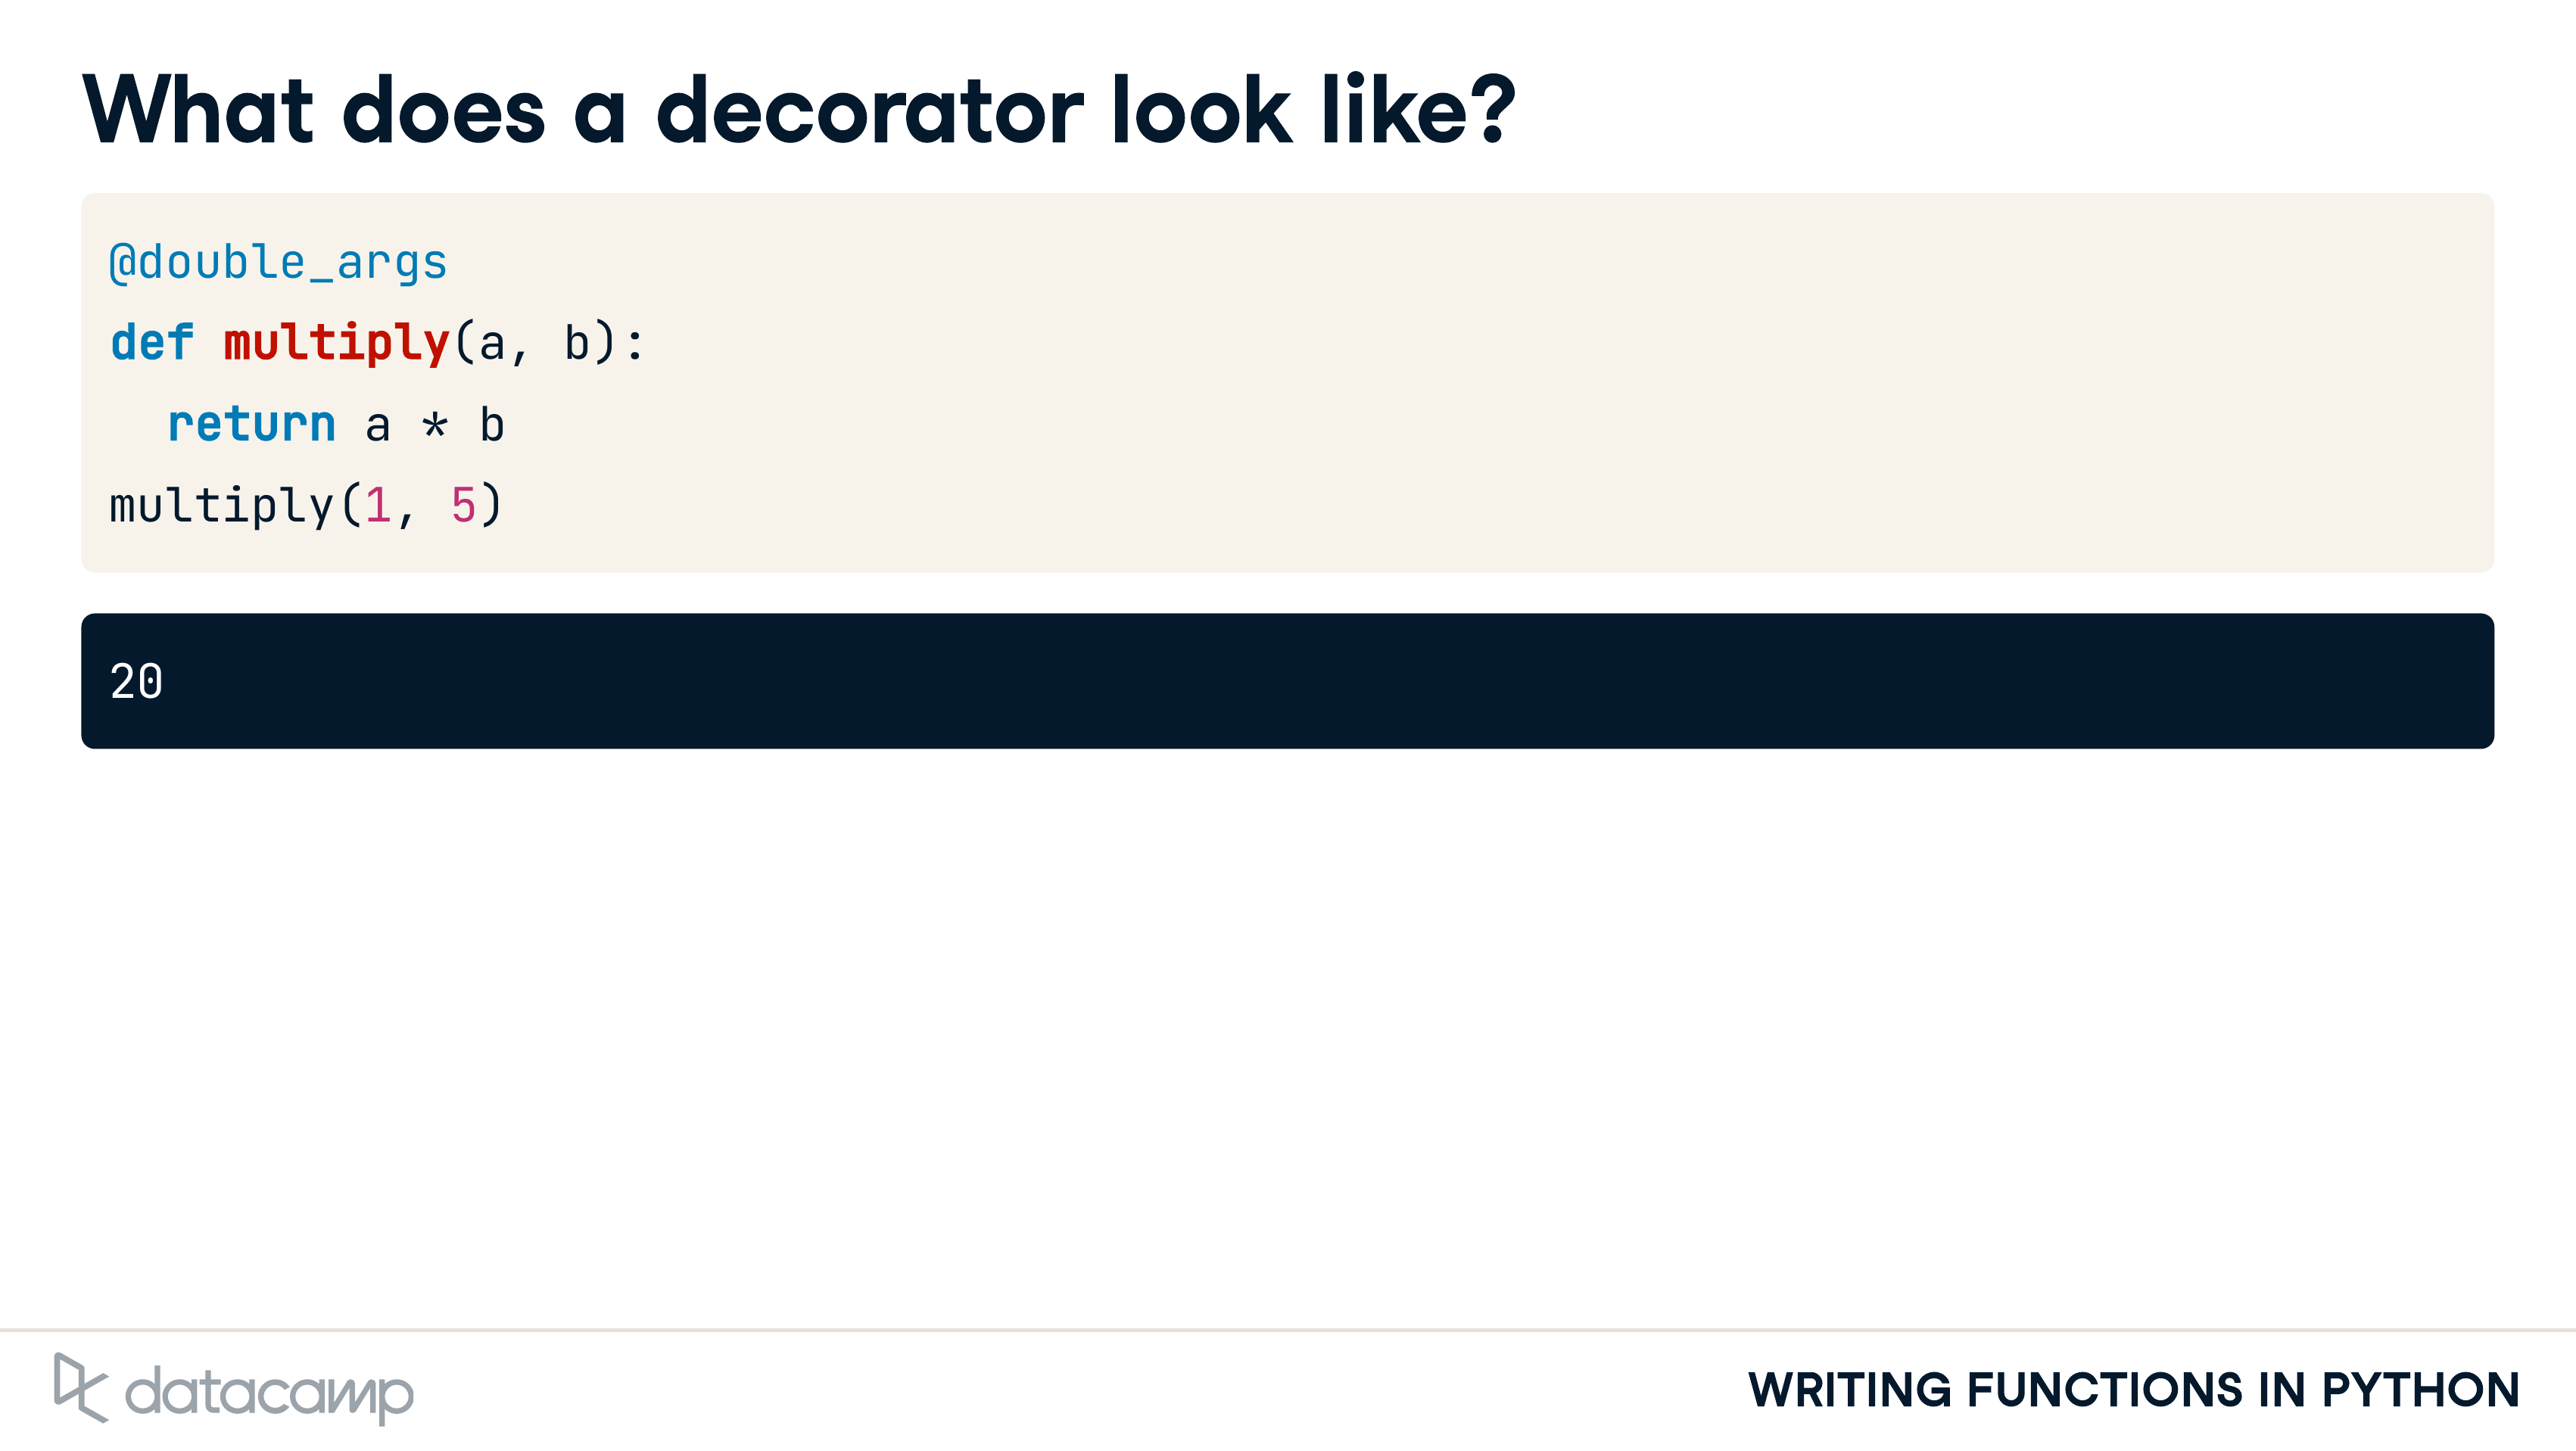 What does a decorator look like?
@double_args
def multiply(a, b):
  return a * b
multiply(1, 5)
20
datacamp
WRITING FUNCTIONS IN PYTHON